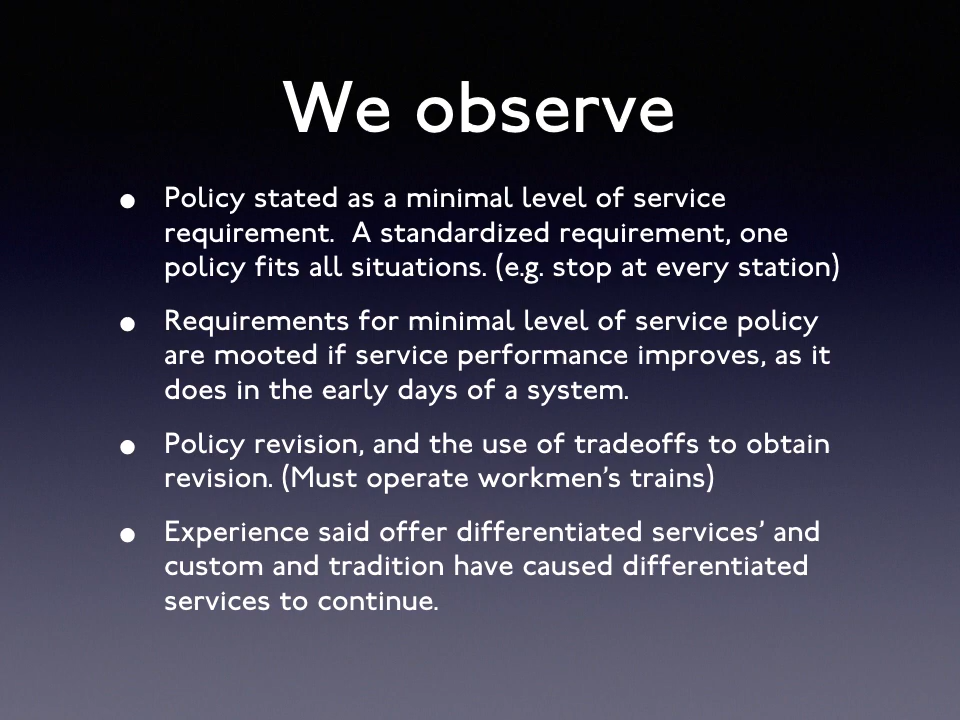 We observe
• Policy stated as a minimal level of service
requirement.  A standardized requirement, one
policy fits all situations. (e.g. stop at every station)
• Requirements for minimal level of service policy
are mooted if service performance improves, as it
does in the early days of a system.
• Policy revision, and the use of tradeoffs to obtain
revision. (Must operate workmen’s trains)
• Experience said offer differentiated services’ and
custom and tradition have caused differentiated
services to continue.